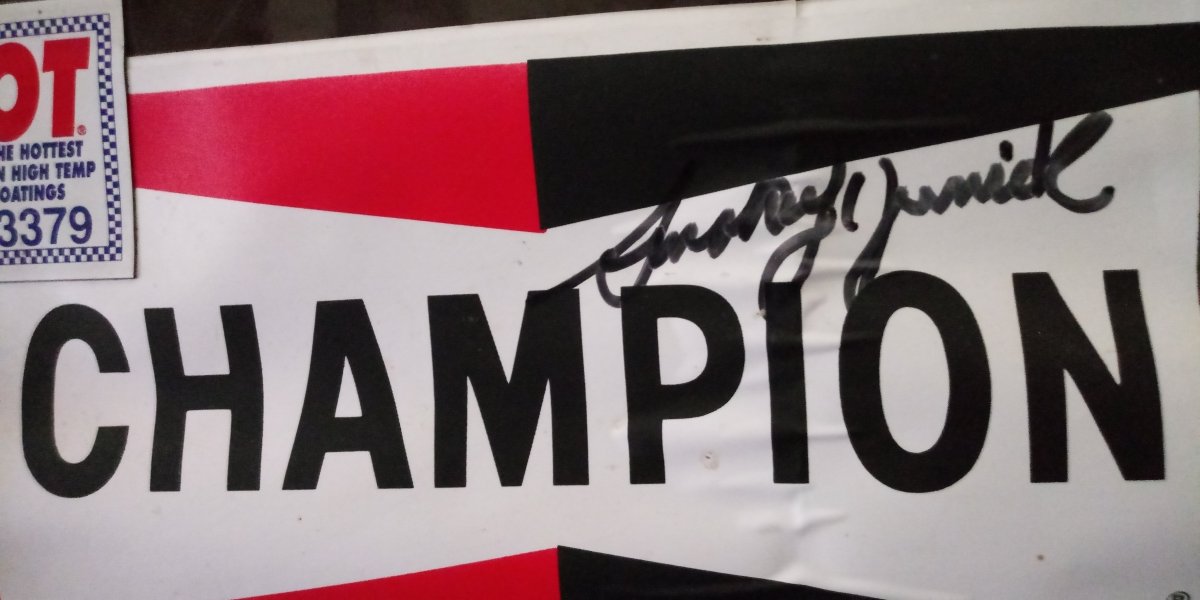 OT®
HE HOTTEST
N HIGH TEMP
OATINGS
3379
Smokey Yunick
CHAMPION
®